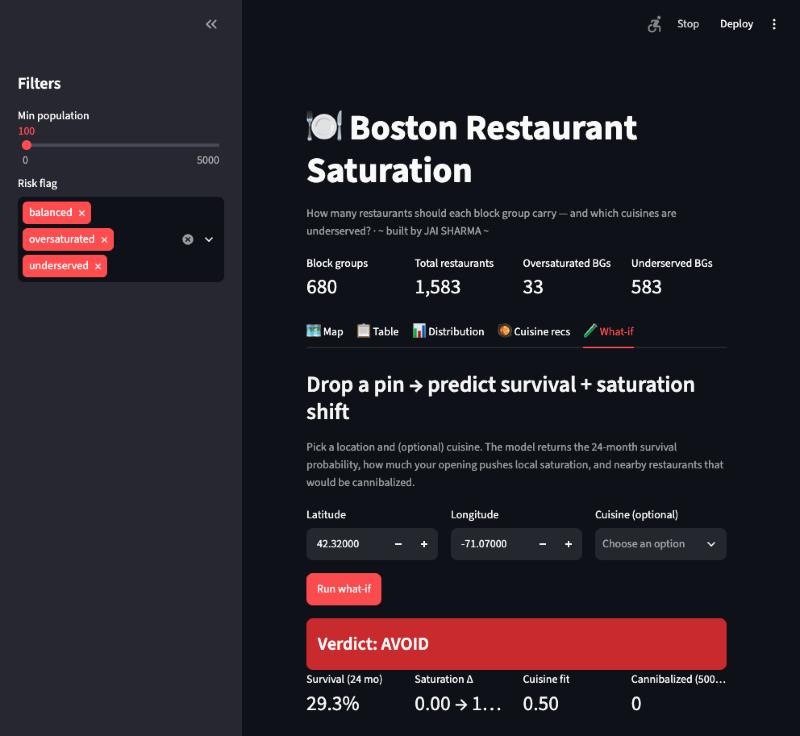 Stop
Deploy
Filters
Min population
100
0
5000
Risk flag
balanced ×
oversaturated ×
underserved ×
Boston Restaurant
Saturation
How many restaurants should each block group carry — and which cuisines are
underserved? · ~ built by JAI SHARMA ~
Block groups
Total restaurants
Oversaturated BGs
Underserved BGs
680
1,583
33
583
Map
Table
Distribution
Cuisine recs
What-if
Drop a pin → predict survival + saturation
shift
Pick a location and (optional) cuisine. The model returns the 24-month survival
probability, how much your opening pushes local saturation, and nearby restaurants that
would be cannibalized.
Latitude
Longitude
Cuisine (optional)
42.32000
-71.07000
Choose an option
Run what-if
Verdict: AVOID
Survival (24 mo)
Saturation Δ
Cuisine fit
Cannibalized (500...
29.3%
0.00 → 1...
0.50
0